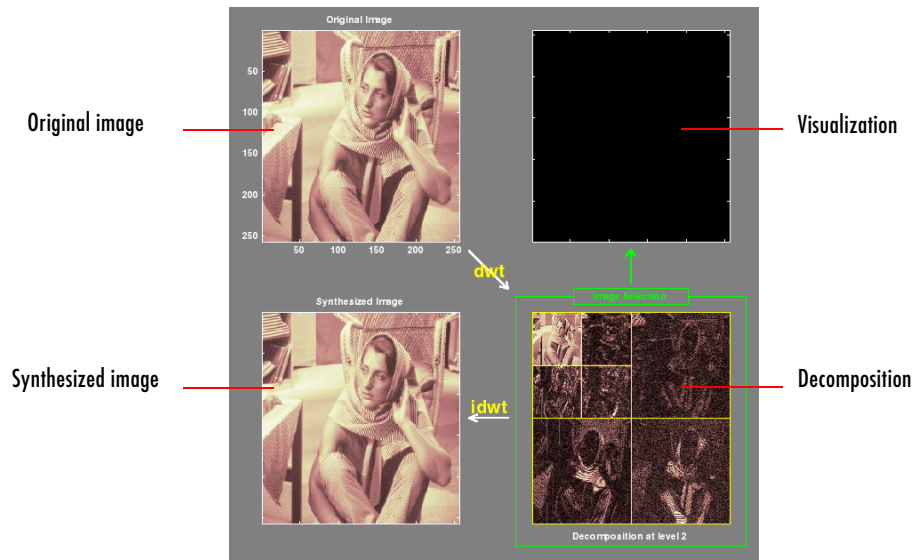 Original Image
50
100
150
200
250
50 100 150 200 250
Original image
Visualization
dwt
Image Selection
Synthesized Image
Synthesized image
idwt
Decomposition
Decomposition at level 2